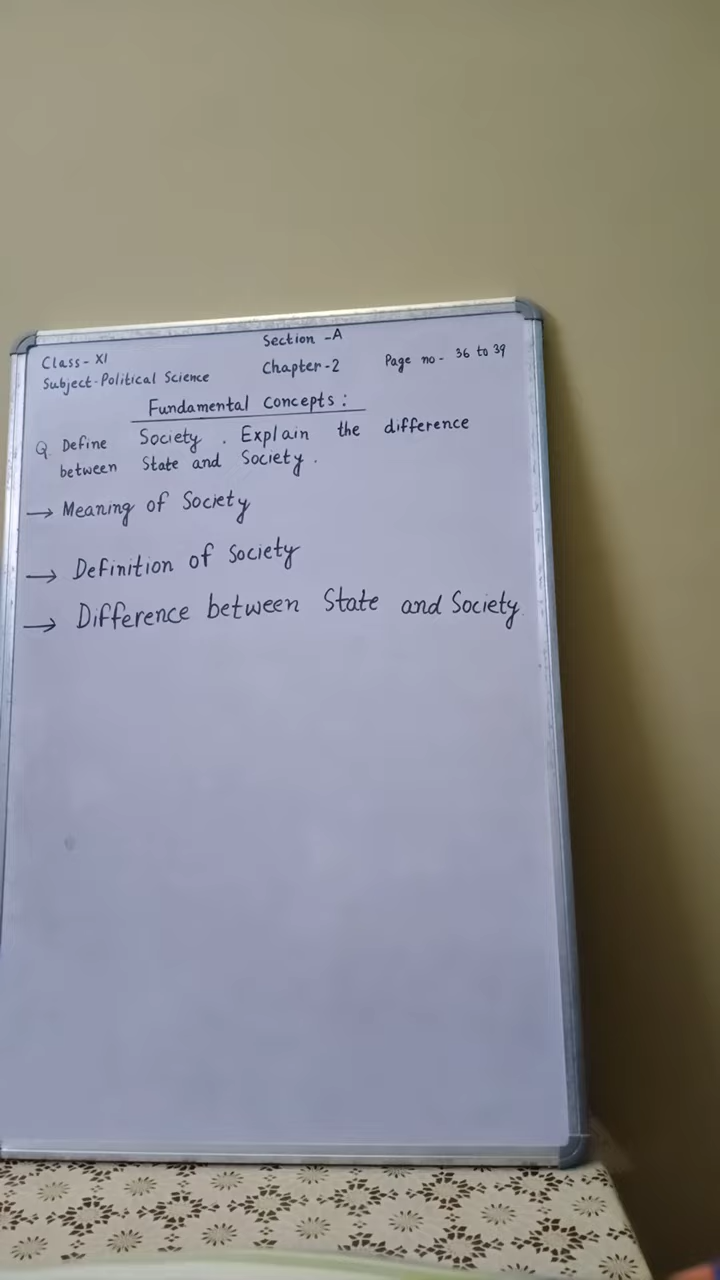 Section - A
Class - XI
Chapter - 2
Page no - 36 to 39
Subject - Political Science
Fundamental concepts :
Q. Define Society . Explain the difference
between State and Society .
→ Meaning of Society
→ Definition of Society
→ Difference between State and Society